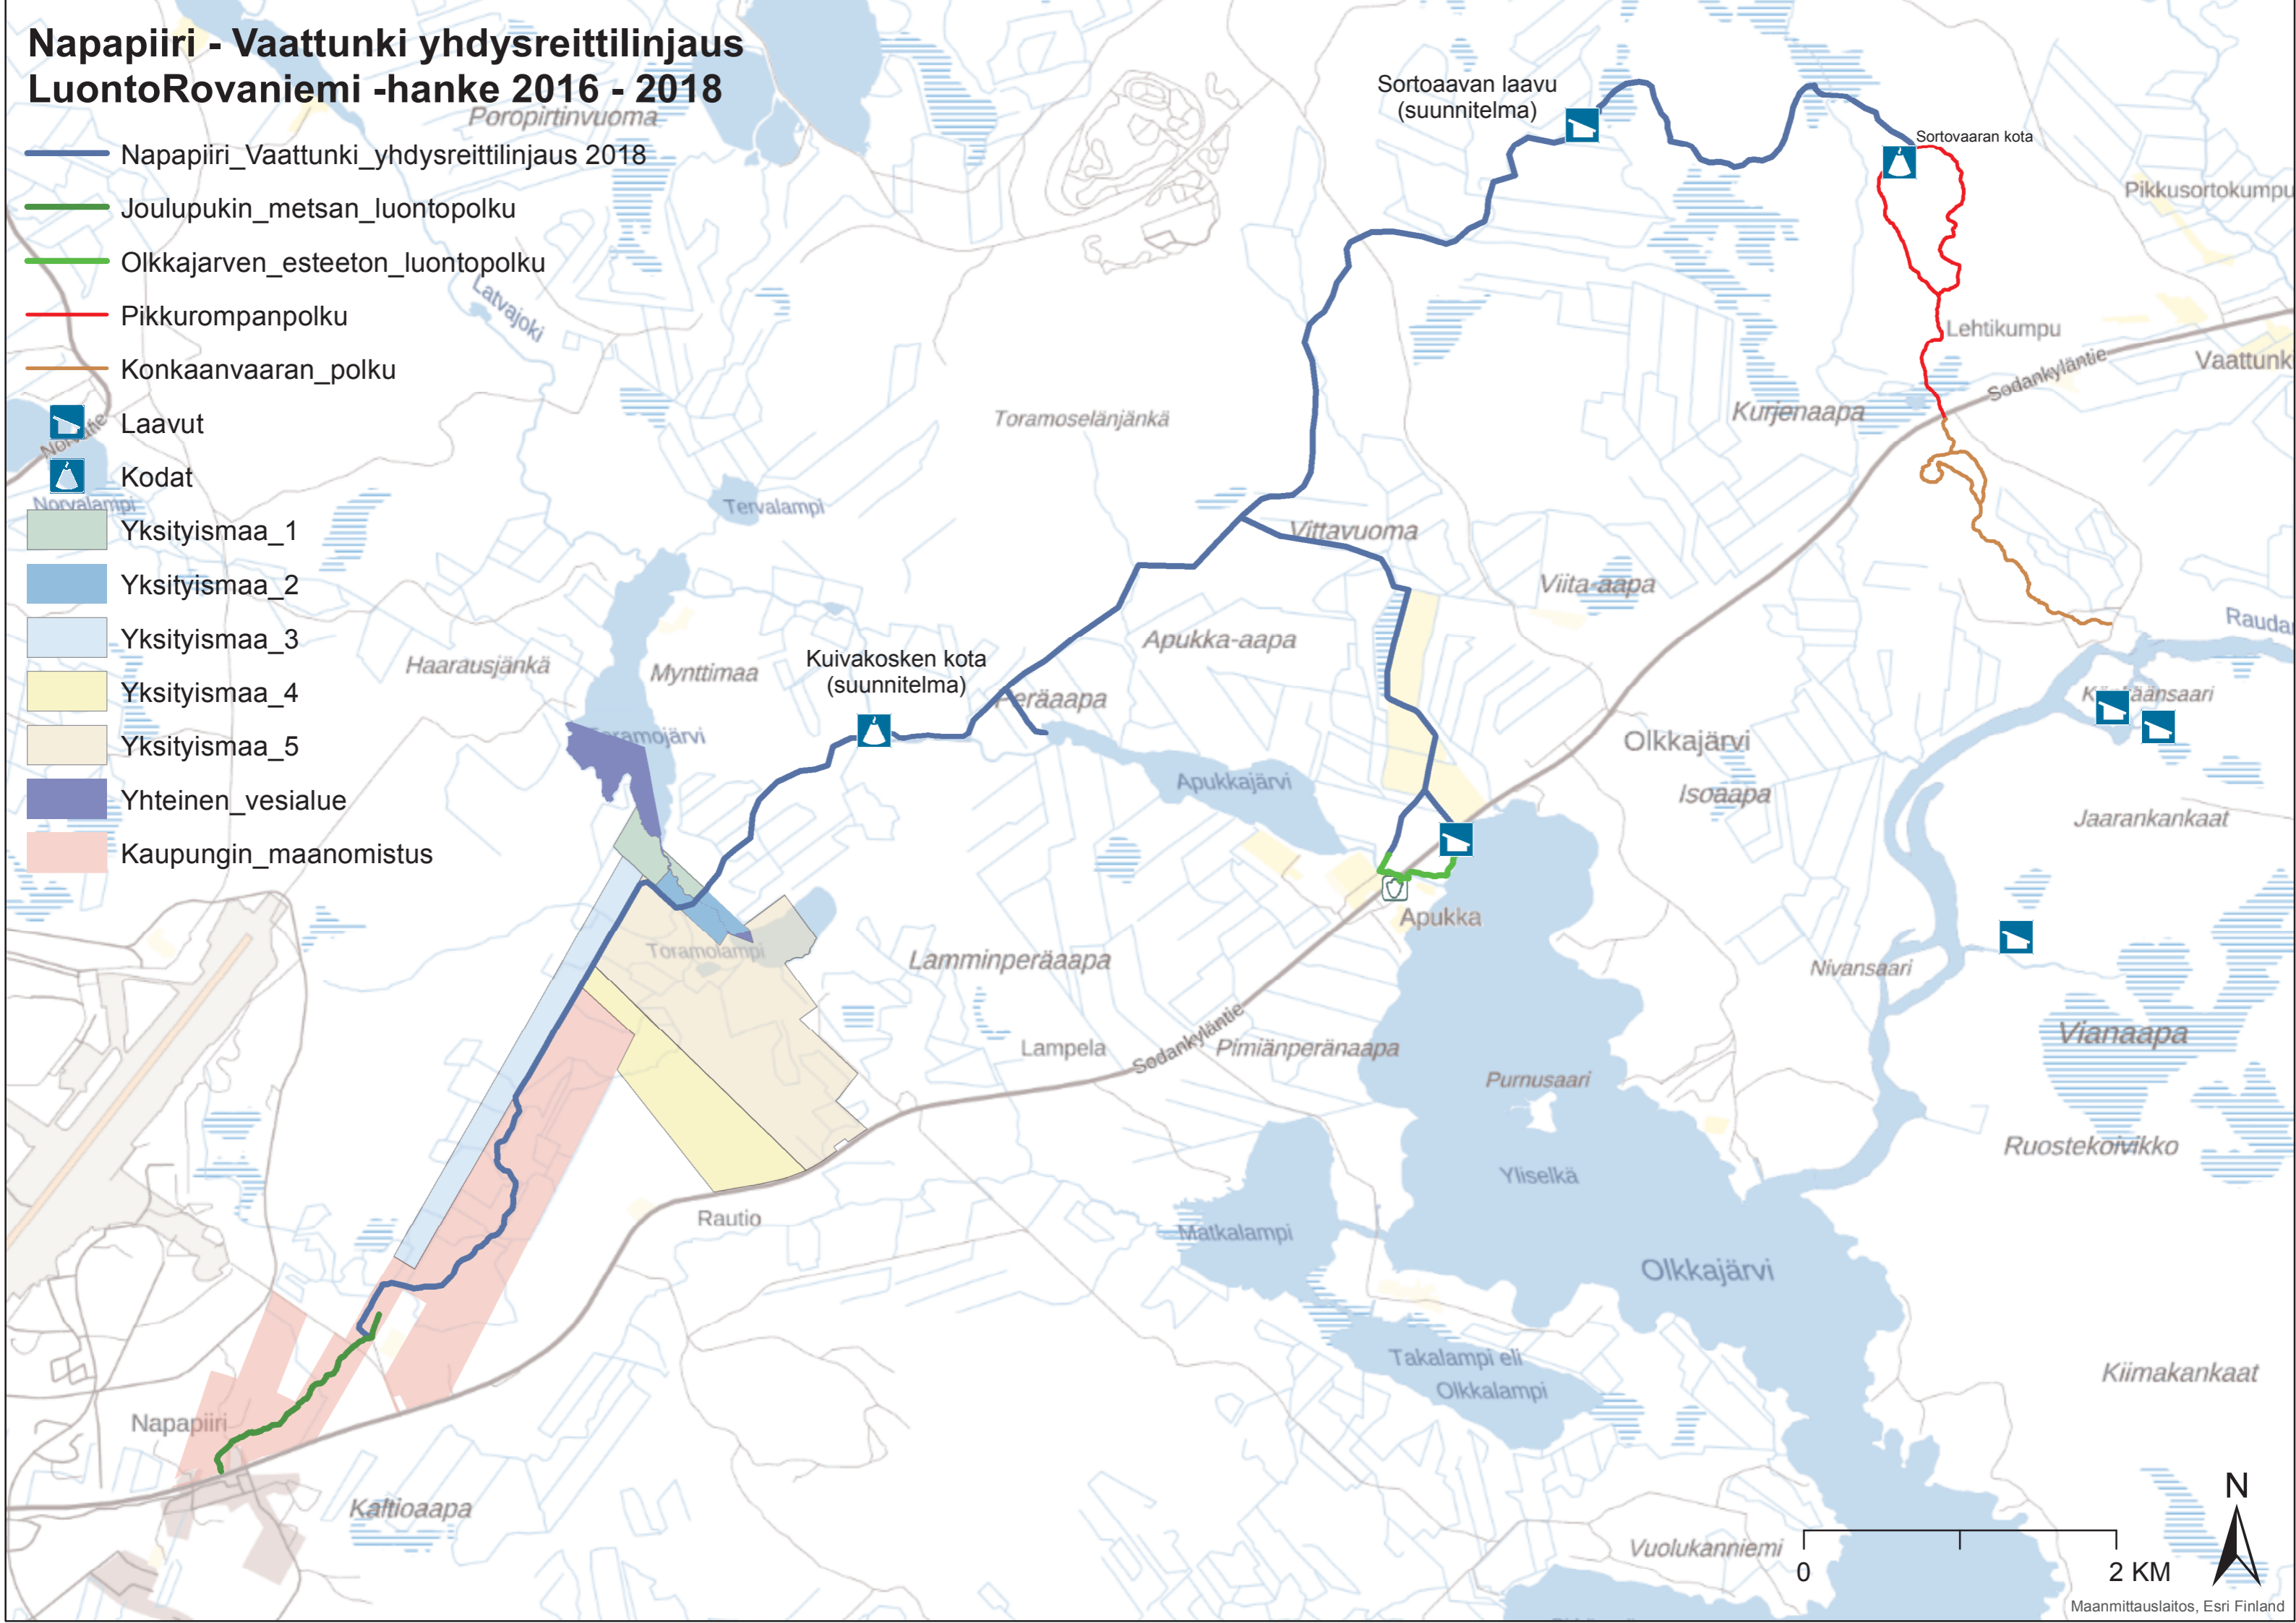 Napapiiri - Vaattunki yhdysreittilinjaus
LuontoRovaniemi -hanke 2016 - 2018
Poropirtinvuoma
Napapiiri_Vaattunki_yhdysreittilinjaus 2018
Joulupukin_metsan_luontopolku
Olkkajarven_esteeton_luontopolku
Pikkurompanpolku
Konkaanvaaran_polku
Laavut
Kodat
Yksityismaa_1
Yksityismaa_2
Yksityismaa_3
Yksityismaa_4
Yksityismaa_5
Yhteinen_vesialue
Kaupungin_maanomistus
Norvalampi
Latvajoki
Sortoaavan laavu
(suunnitelma)
Sortovaaran kota
Pikkusortokumpu
Lehtikumpu
Sodankyläntie
Vaattunk
Kurjenaapa
Toramoselänjänkä
Tervalampi
Vittavuoma
Viita-aapa
Apukka-aapa
Rauda
Haarausjänkä
Mynttimaa
Kuivakosken kota
(suunnitelma)
Peräaapa
Toramojärvi
Olkkajärvi
Apukkajärvi
Isoaapa
Jaarankankaat
Apukka
Toramolampi
Lamminperäaapa
Nivansaari
Vianaapa
Lampela
Sodankyläntie
Pimiänperänaapa
Purnusaari
Ruostekoivikko
Yliselkä
Rautio
Matkalampi
Olkkajärvi
Takalampi eli
Olkkalampi
Kiimakankaat
Napapiiri
Kaltioaapa
Vuolukanniemi
N
0
2 KM
Maanmittauslaitos, Esri Finland